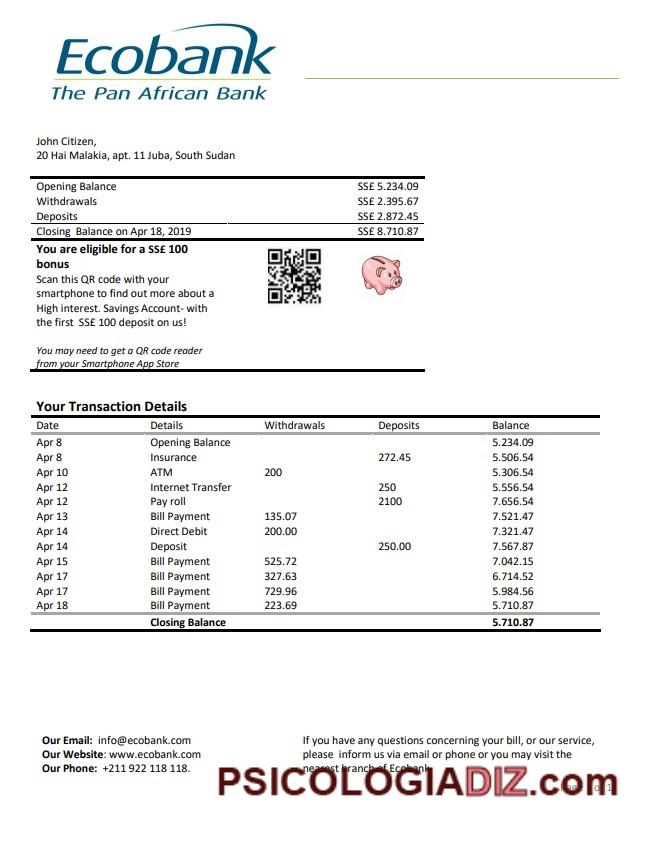 Ecobank
The Pan African Bank
John Citizen,
20 Hai Malakia, apt. 11 Juba, South Sudan
Opening Balance SS£ 5.234.09
Withdrawals SS£ 2.395.67
Deposits SS£ 2.872.45
Closing Balance on Apr 18, 2019 SS£ 8.710.87
You are eligible for a SS£ 100
bonus
Scan this QR code with your
smartphone to find out more about a
High interest. Savings Account- with
the first SS£ 100 deposit on us!
You may need to get a QR code reader
from your Smartphone App Store
Your Transaction Details
Date Details Withdrawals Deposits Balance
Apr 8 Opening Balance 5.234.09
Apr 8 Insurance 272.45 5.506.54
Apr 10 ATM 200 5.306.54
Apr 12 Internet Transfer 250 5.556.54
Apr 12 Pay roll 2100 7.656.54
Apr 13 Bill Payment 135.07 7.521.47
Apr 14 Direct Debit 200.00 7.321.47
Apr 14 Deposit 250.00 7.567.87
Apr 15 Bill Payment 525.72 7.042.15
Apr 17 Bill Payment 327.63 6.714.52
Apr 17 Bill Payment 729.96 5.984.56
Apr 18 Bill Payment 223.69 5.710.87
Closing Balance 5.710.87
Our Email: info@ecobank.com
Our Website: www.ecobank.com
Our Phone: +211 922 118 118.
If you have any questions concerning your bill, or our service,
please inform us via email or phone or you may visit the
nearest branch of Ecobank
PSICOLOGIADIZ.com